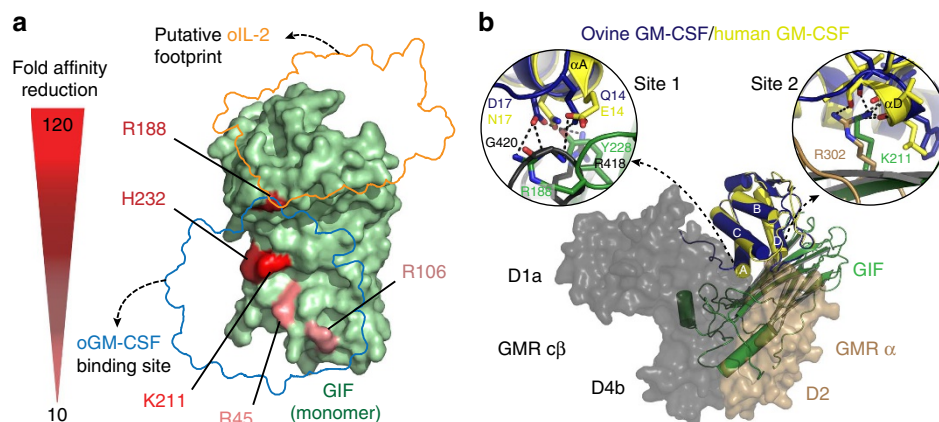 a
Putative oIL-2
footprint
Fold affinity
reduction
120
10
R188
H232
R106
oGM-CSF
binding site
K211
R45
GIF
(monomer)
b
Ovine GM-CSF/human GM-CSF
Site 1
αA
D17
N17
Q14
E14
G420
Y228
R418
R188
Site 2
αD
R302
K211
B
C
D
A
D1a
GIF
GMR cβ
GMR α
D4b
D2